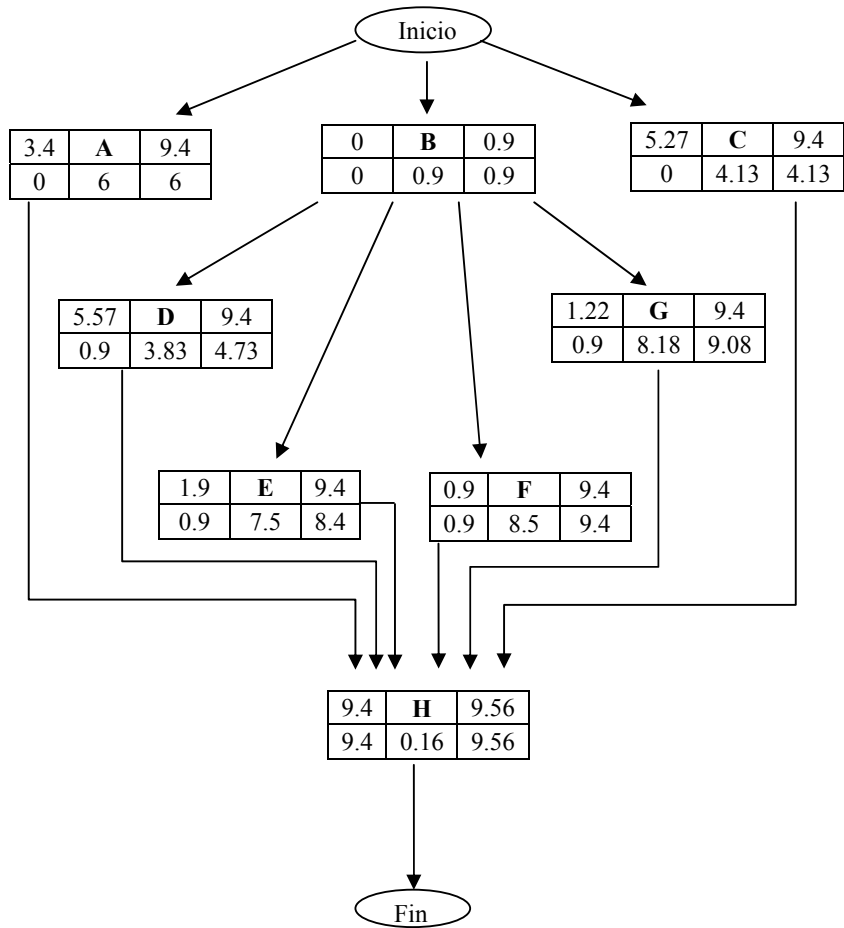 Inicio
3.4 A 9.4
0 6 6
0 B 0.9
0 0.9 0.9
5.27 C 9.4
0 4.13 4.13
5.57 D 9.4
0.9 3.83 4.73
1.22 G 9.4
0.9 8.18 9.08
1.9 E 9.4
0.9 7.5 8.4
0.9 F 9.4
0.9 8.5 9.4
9.4 H 9.56
9.4 0.16 9.56
Fin